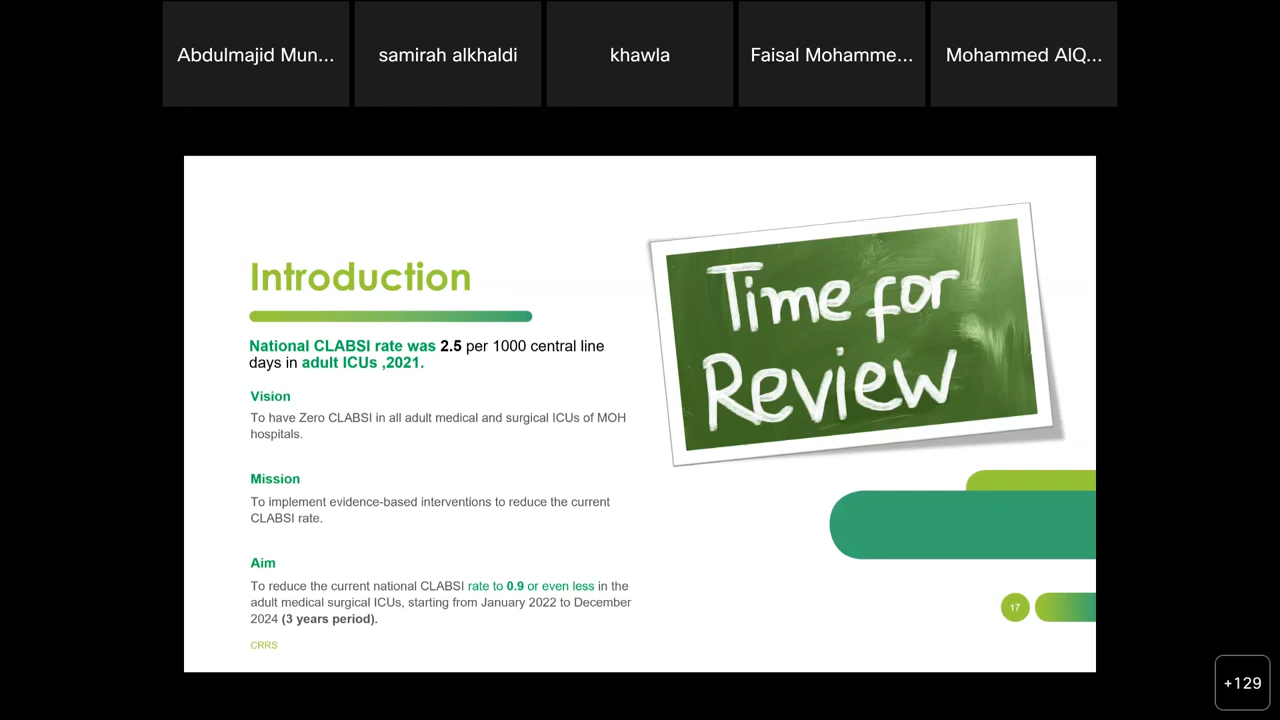 Abdulmajid Mun...
samirah alkhaldi
khawla
Faisal Mohamme...
Mohammed AlQ...
Introduction
National CLABSI rate was 2.5 per 1000 central line
days in adult ICUs ,2021.
Vision
To have Zero CLABSI in all adult medical and surgical ICUs of MOH
hospitals.
Mission
To implement evidence-based interventions to reduce the current
CLABSI rate.
Aim
To reduce the current national CLABSI rate to 0.9 or even less in the
adult medical surgical ICUs, starting from January 2022 to December
2024 (3 years period).
CRRS
Time for
Review
17
+129